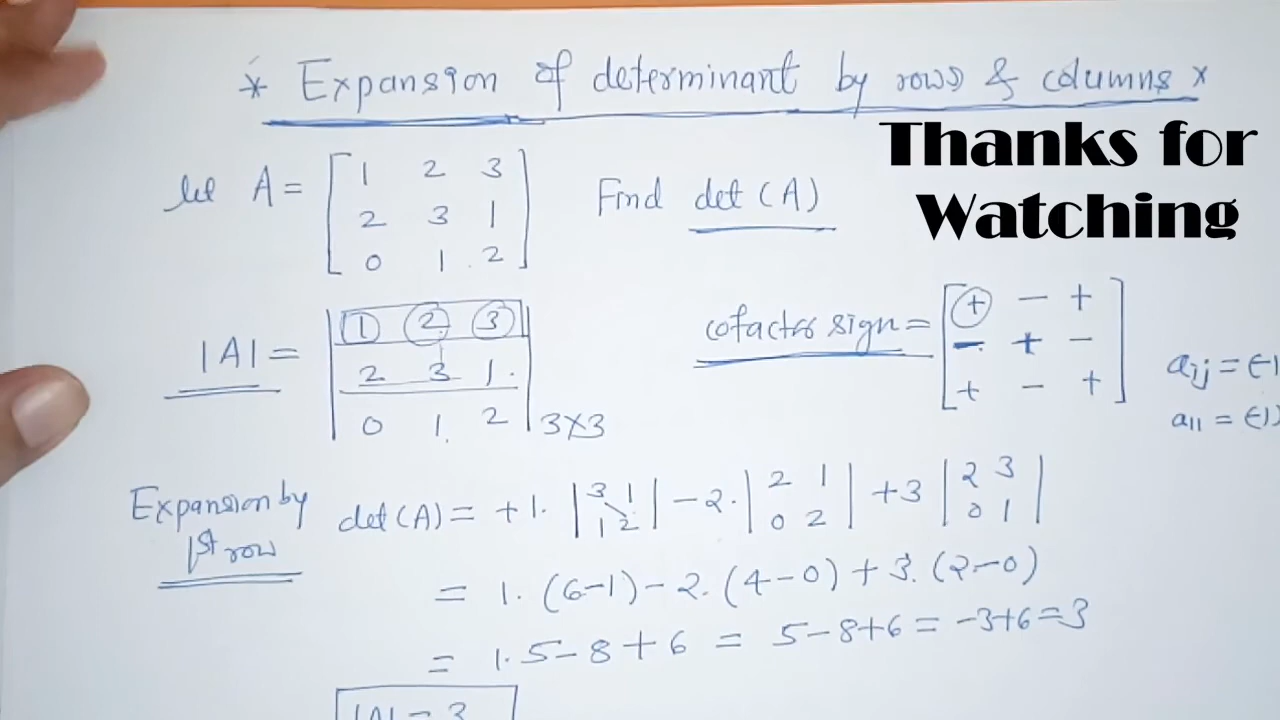 * Expansion of determinant by rows & columns *
Thanks for
Watching
let A = [1 2 3
2 3 1
0 1 2]
Find det (A)
|A| = |1 2 3
2 3 1
0 1 2| 3×3
cofactor sign = [+ − +
− + −
+ − +]
aij = (-1
a11 = (-1)
Expansion by
1st row
det (A) = +1. |3 1
1 2| − 2. |2 1
0 2| + 3 |2 3
0 1|
= 1. (6−1) − 2. (4−0) + 3. (2−0)
= 1. 5 − 8 + 6 = 5−8+6 = −3+6 = 3
|A| = 3